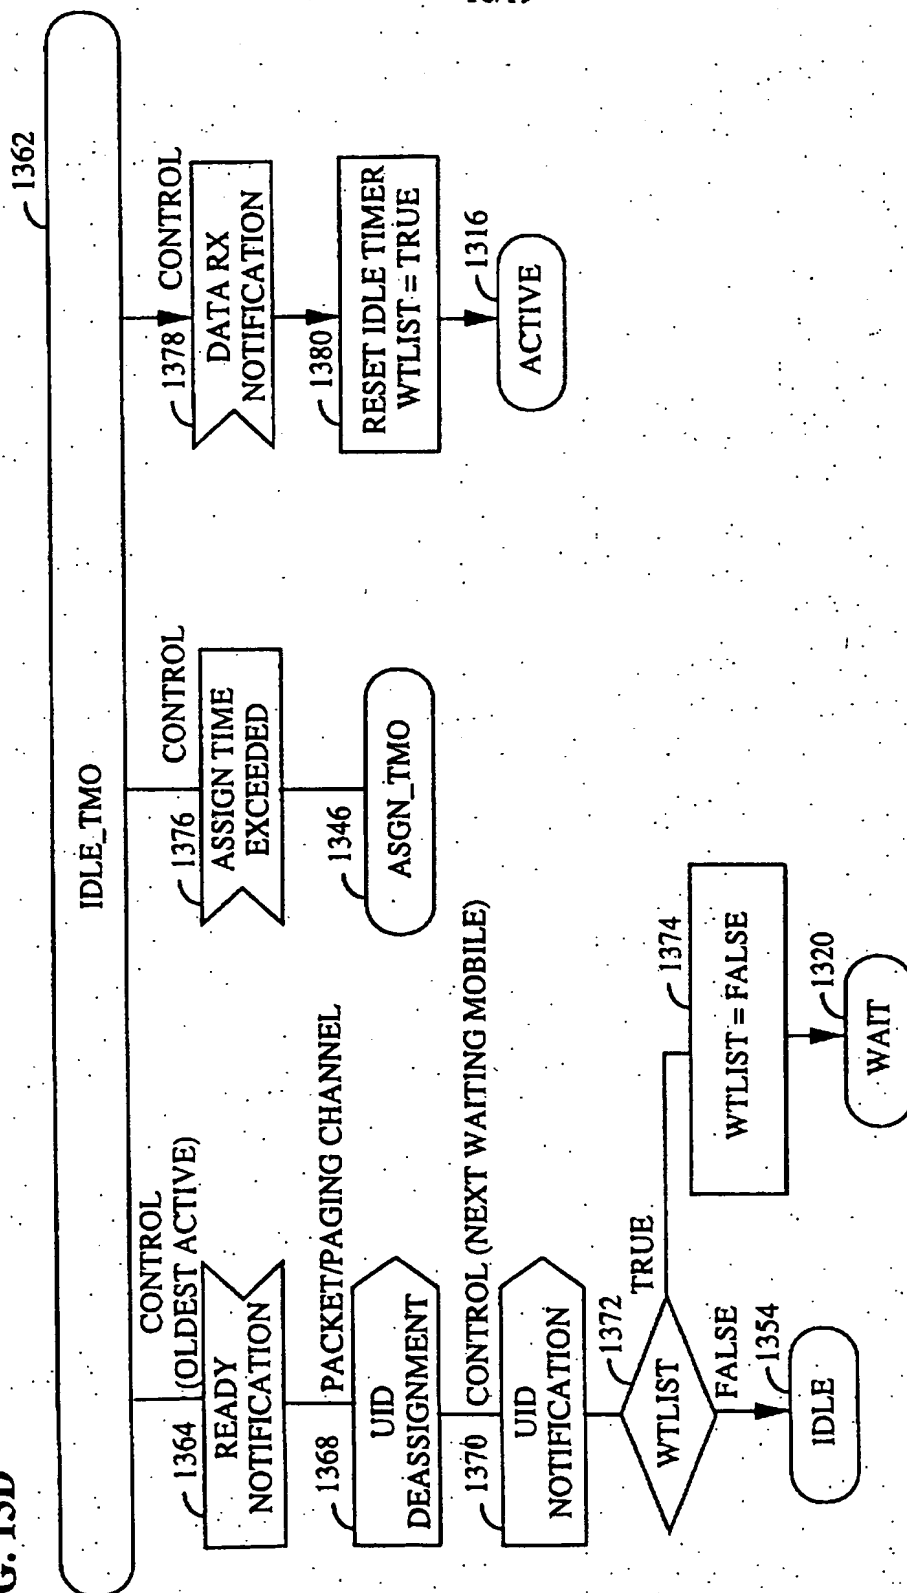 G. 13D
1362
IDLE_TMO
CONTROL
(OLDEST ACTIVE)
1364
READY
NOTIFICATION
PACKET/PAGING CHANNEL
1368
UID
DEASSIGNMENT
CONTROL (NEXT WAITING MOBILE)
1370
UID
NOTIFICATION
1372
WTLIST
TRUE
FALSE
1354
IDLE
1374
WTLIST = FALSE
1320
WAIT
CONTROL
1376
ASSIGN TIME
EXCEEDED
1346
ASGN_TMO
CONTROL
1378
DATA RX
NOTIFICATION
1380
RESET IDLE TIMER
WTLIST = TRUE
1316
ACTIVE